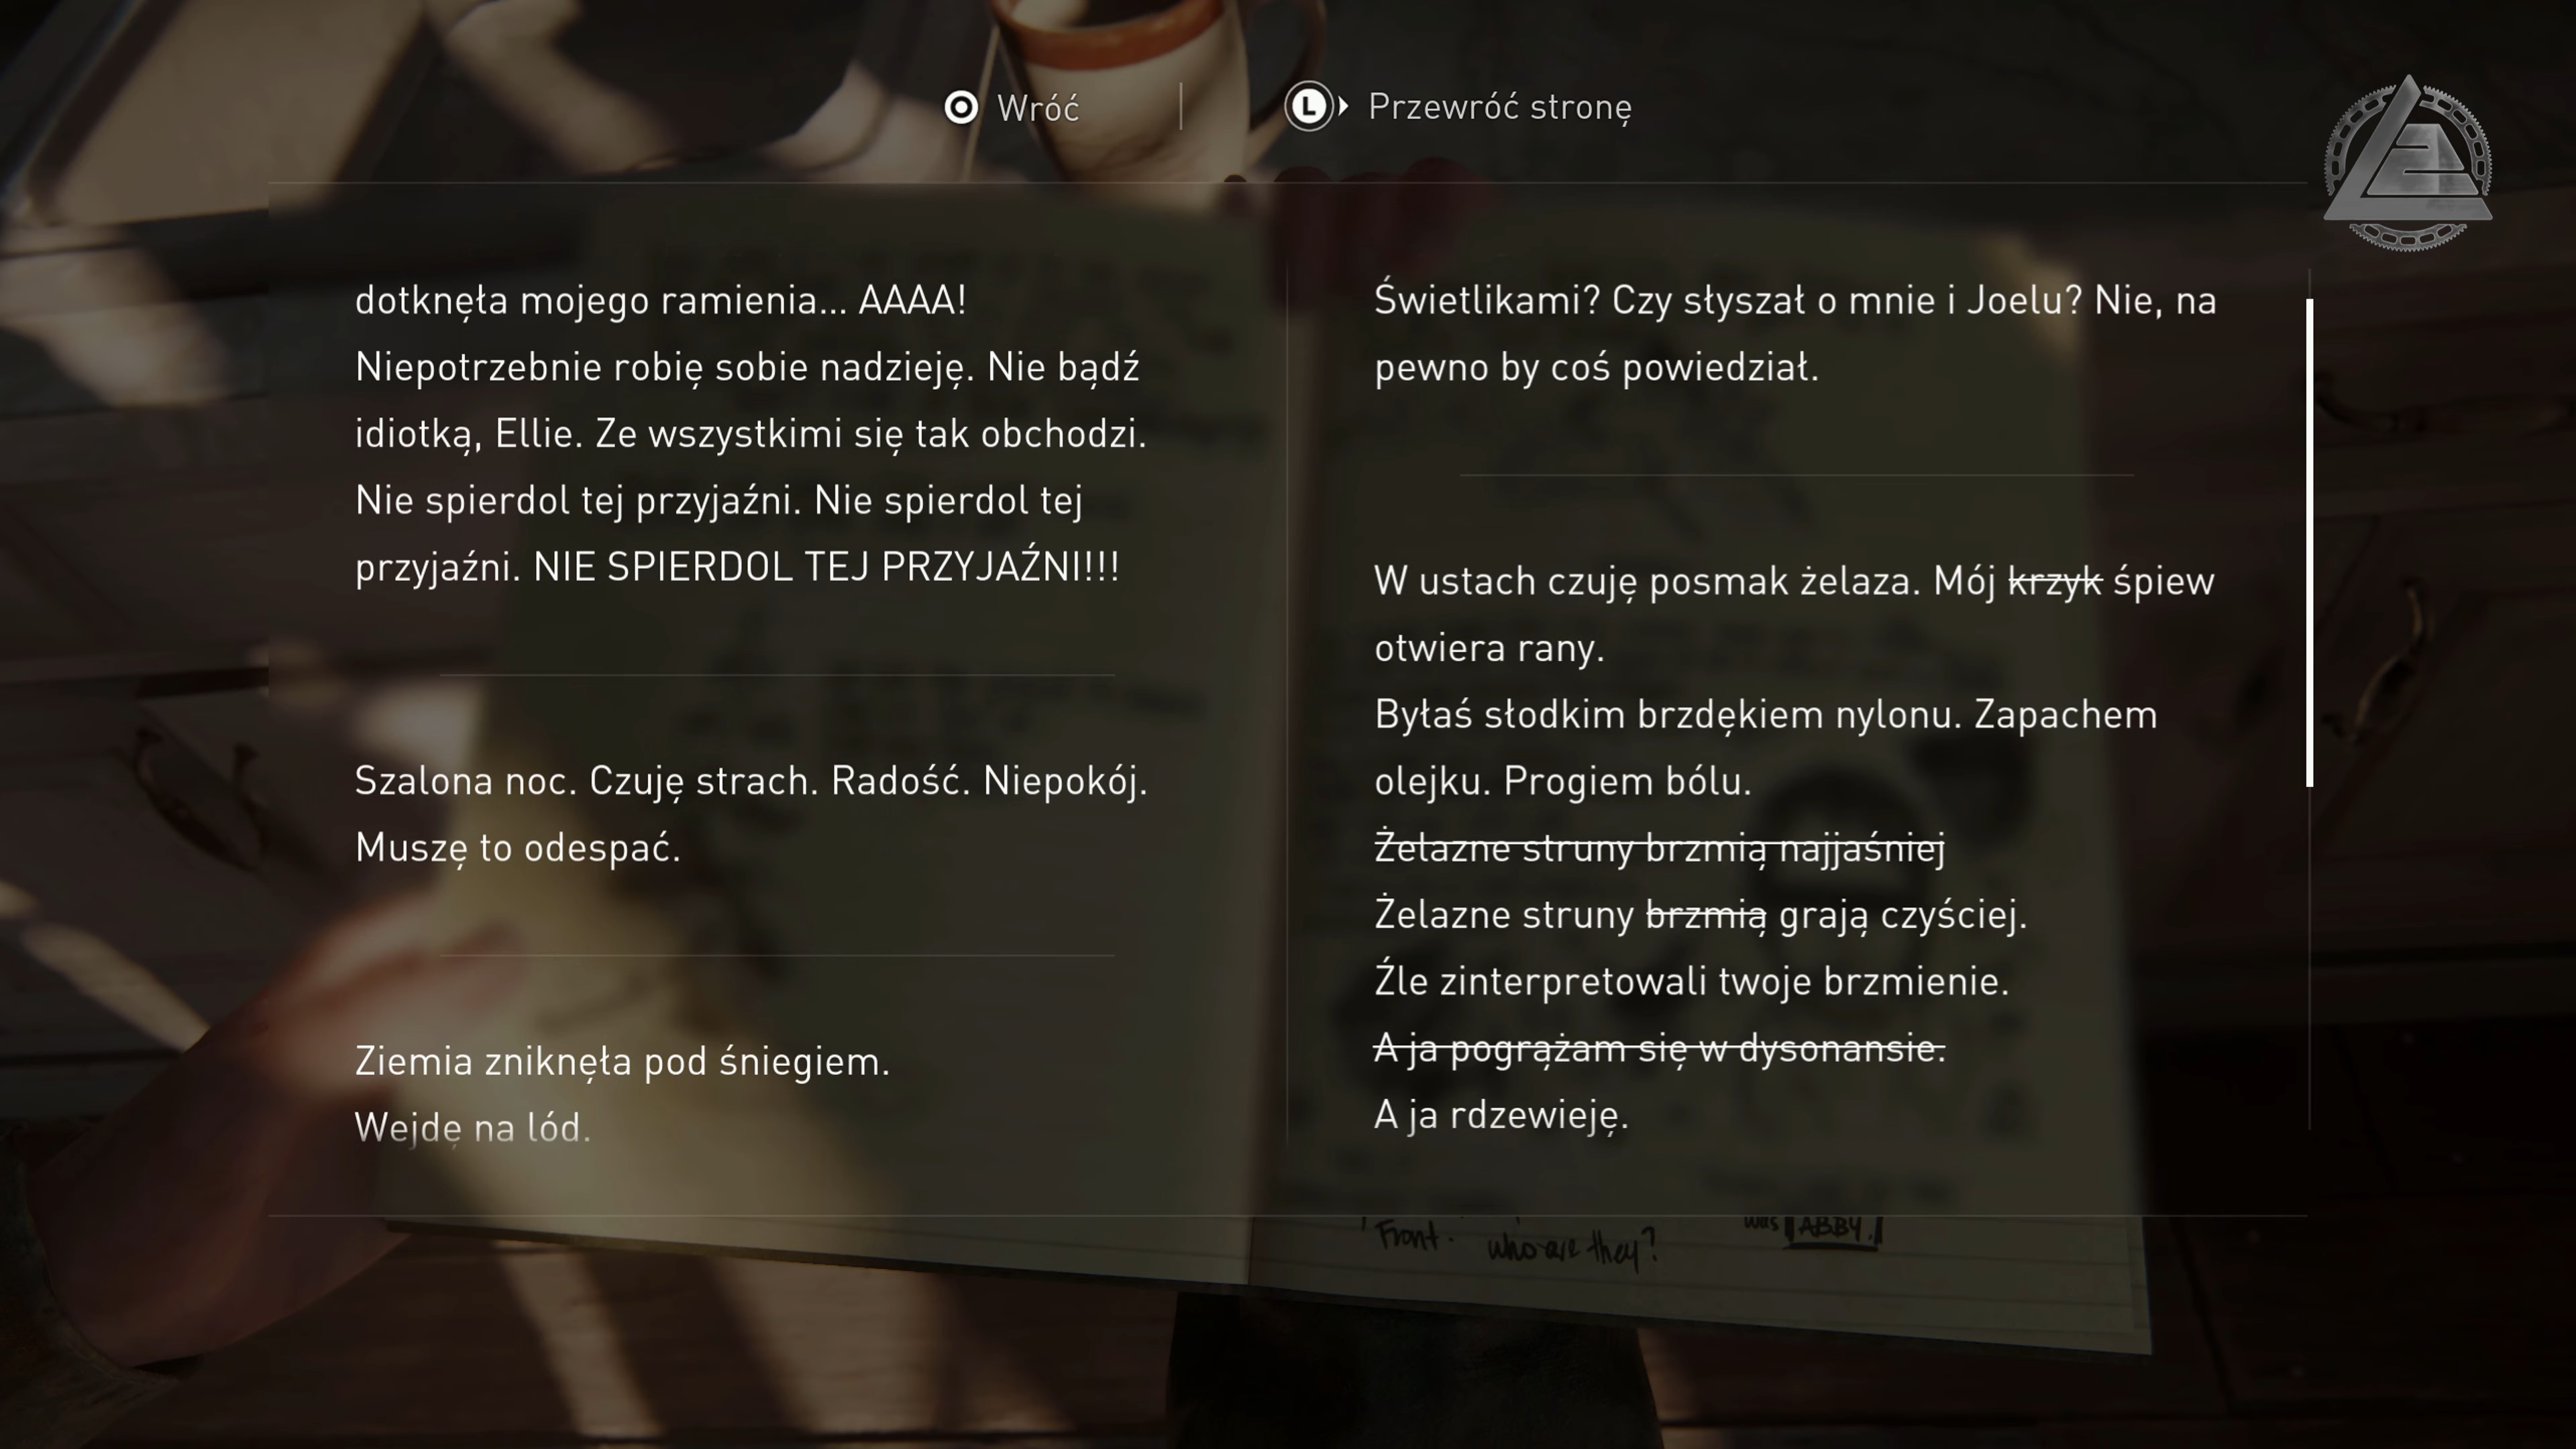 Wróć
L Przewróć stronę
dotknęła mojego ramienia... AAAA!
Niepotrzebnie robię sobie nadzieję. Nie bądź
idiotką, Ellie. Ze wszystkimi się tak obchodzi.
Nie spierdol tej przyjaźni. Nie spierdol tej
przyjaźni. NIE SPIERDOL TEJ PRZYJAŹNI!!!
Szalona noc. Czuję strach. Radość. Niepokój.
Muszę to odespać.
Ziemia zniknęła pod śniegiem.
Wejdę na lód.
Świetlikami? Czy słyszał o mnie i Joelu? Nie, na
pewno by coś powiedział.
W ustach czuję posmak żelaza. Mój krzyk śpiew
otwiera rany.
Byłaś słodkim brzdękiem nylonu. Zapachem
olejku. Progiem bólu.
Żelazne struny brzmią najjaśniej
Żelazne struny brzmią grają czyściej.
Źle zinterpretowali twoje brzmienie.
A ja pogrążam się w dysonansie.
A ja rdzewieję.
was ABBY.
Front. who are they?